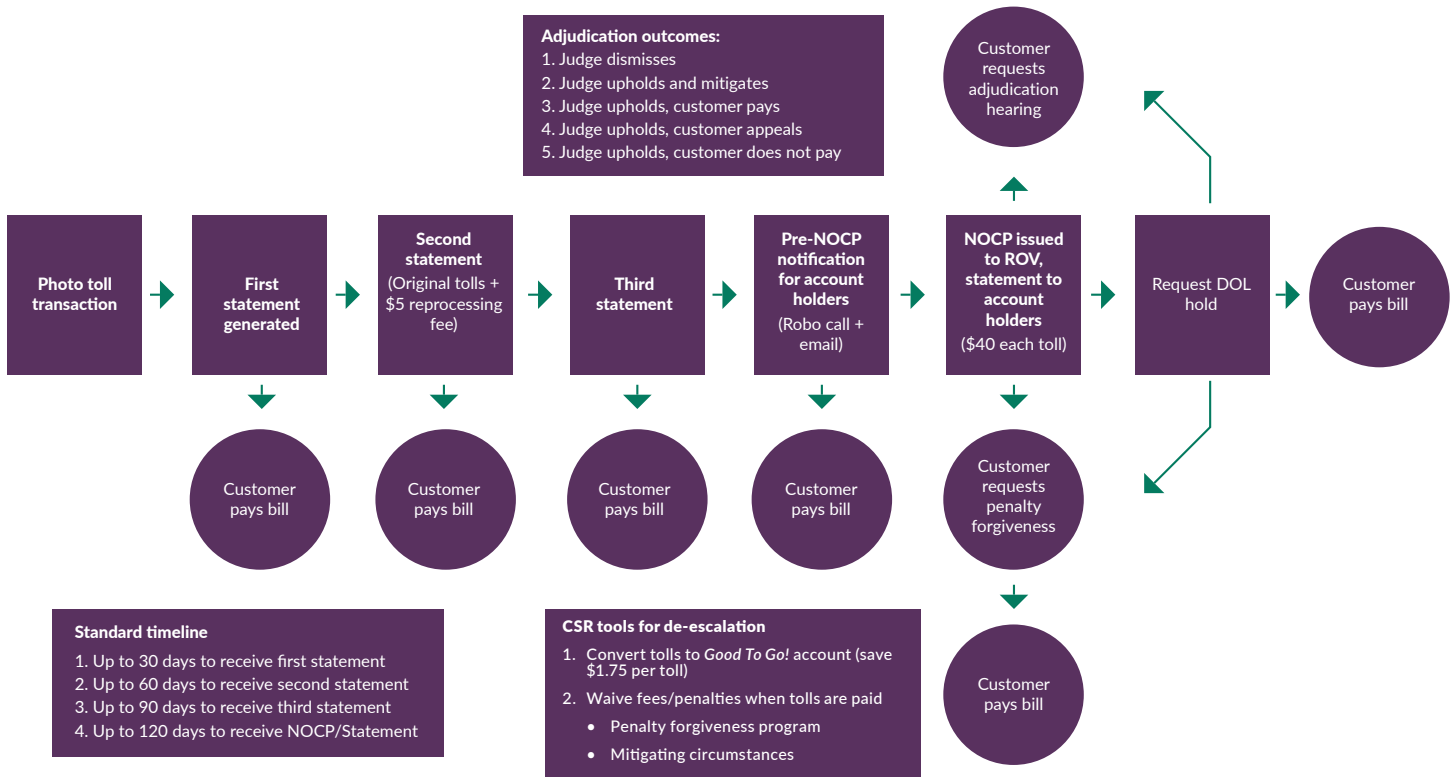 Adjudication outcomes:
1. Judge dismisses
2. Judge upholds and mitigates
3. Judge upholds, customer pays
4. Judge upholds, customer appeals
5. Judge upholds, customer does not pay
Customer
requests
adjudication
hearing
Photo toll
transaction
First
statement
generated
Second
statement
(Original tolls +
$5 reprocessing
fee)
Third
statement
Pre-NOCP
notification
for account
holders
(Robo call +
email)
NOCP issued
to ROV,
statement to
account
holders
($40 each toll)
Request DOL
hold
Customer
pays bill
Customer
pays bill
Customer
pays bill
Customer
pays bill
Customer
pays bill
Customer
requests
penalty
forgiveness
Standard timeline
1. Up to 30 days to receive first statement
2. Up to 60 days to receive second statement
3. Up to 90 days to receive third statement
4. Up to 120 days to receive NOCP/Statement
CSR tools for de-escalation
1. Convert tolls to Good To Go! account (save
$1.75 per toll)
2. Waive fees/penalties when tolls are paid
• Penalty forgiveness program
• Mitigating circumstances
Customer
pays bill